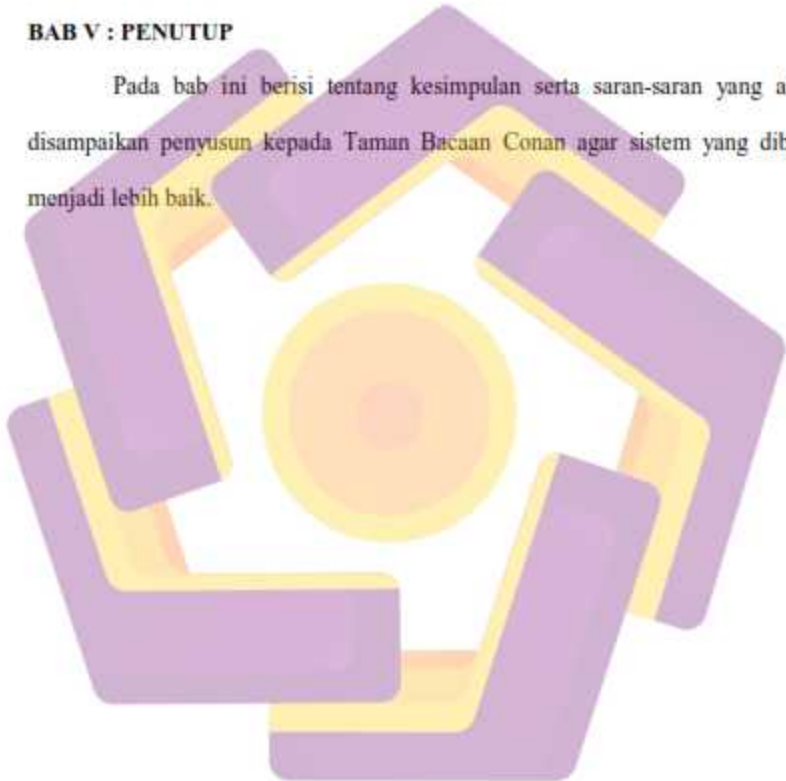 BAB V : PENUTUP
Pada bab ini berisi tentang kesimpulan serta saran-saran yang a
disampaikan penyusun kepada Taman Bacaan Conan agar sistem yang dib
menjadi lebih baik.